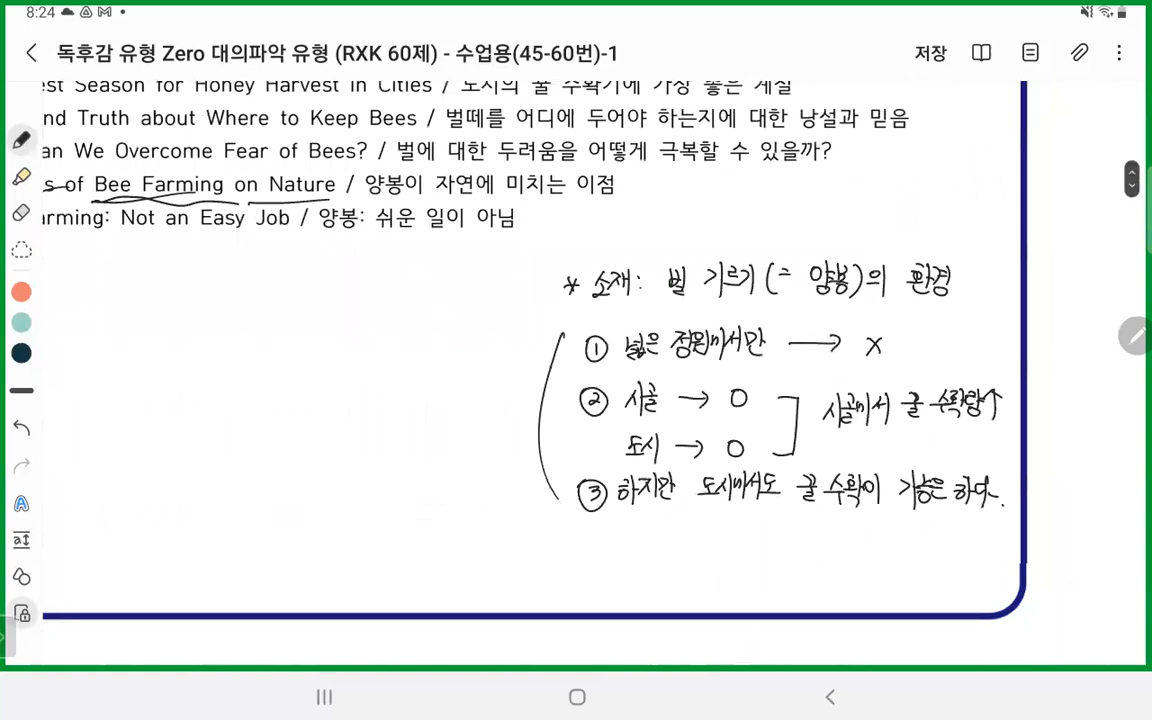 8:24
독후감 유형 Zero 대의파악 유형 (RXK 60제) - 수업용(45-60번)-1
저장
est Season for Honey Harvest in Cities / 도시의 꿀 수확기에 가장 좋은 계절
nd Truth about Where to Keep Bees / 벌떼를 어디에 두어야 하는지에 대한 낭설과 믿음
an We Overcome Fear of Bees? / 벌에 대한 두려움을 어떻게 극복할 수 있을까?
s of Bee Farming on Nature / 양봉이 자연에 미치는 이점
arming: Not an Easy Job / 양봉: 쉬운 일이 아님
* 소재: 벌 기르기(= 양봉)의 환경
① 넓은 정원에서만 → x
② 시골 → O
시골에서 꿀 수확량↑
도시 → O
③ 하지만 도시에서도 꿀 수확이 가능은 하다.